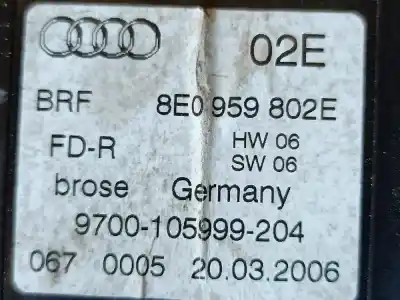 02E
BRF 8E0 959 802E
FD-R HW 06
SW 06
brose Germany
9700-105999-204
067 0005 20.03.2006